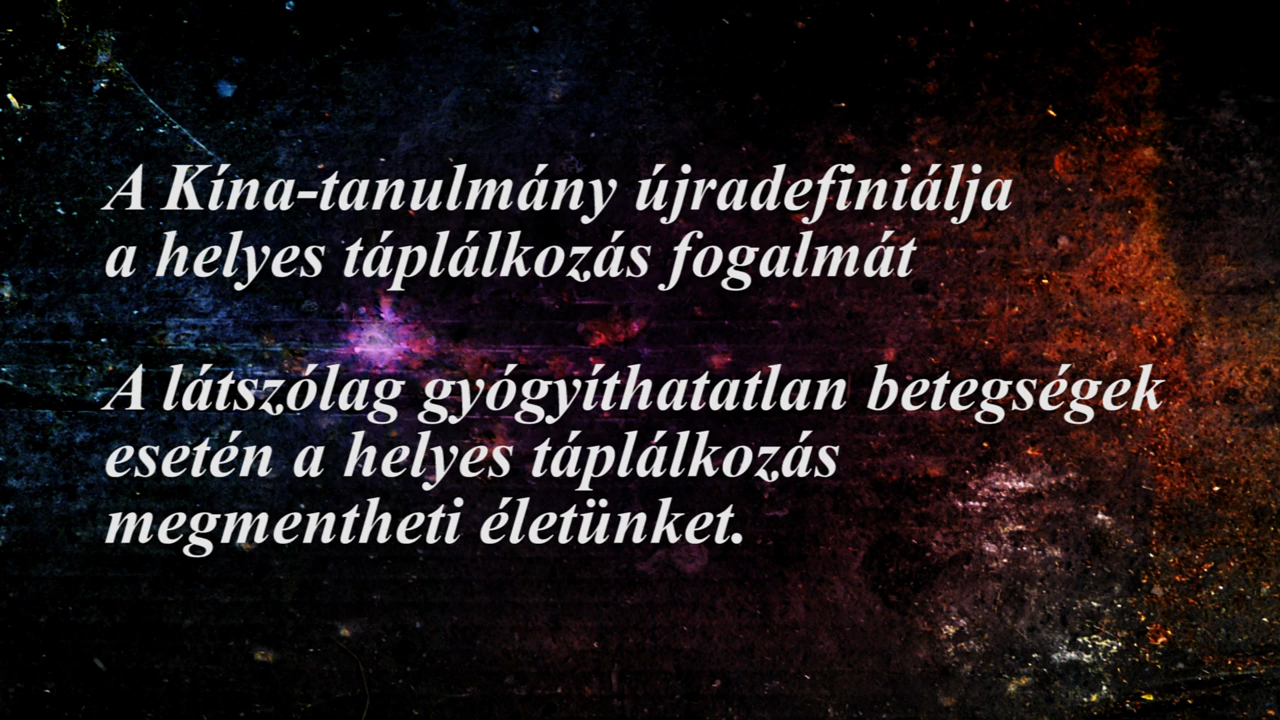 A Kína-tanulmány újradefiniálja
a helyes táplálkozás fogalmát
A látszólag gyógyíthatatlan betegségek
esetén a helyes táplálkozás
megmentheti életünket.